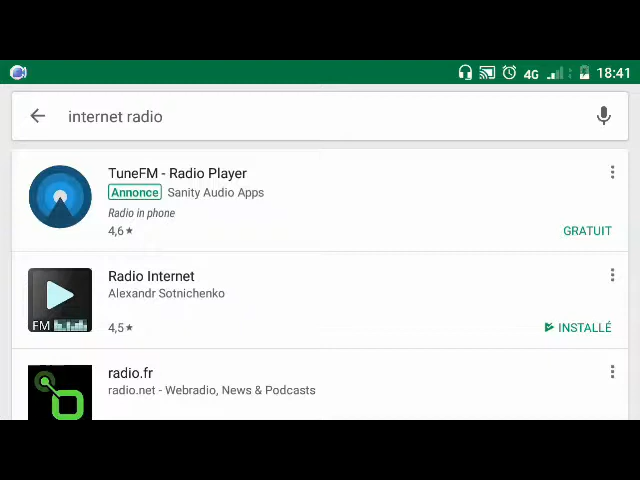 4G 18:41
internet radio
TuneFM - Radio Player
Annonce Sanity Audio Apps
Radio in phone
4,6★
GRATUIT
Radio Internet
Alexandr Sotnichenko
FM
4,5★
INSTALLÉ
radio.fr
radio.net - Webradio, News & Podcasts